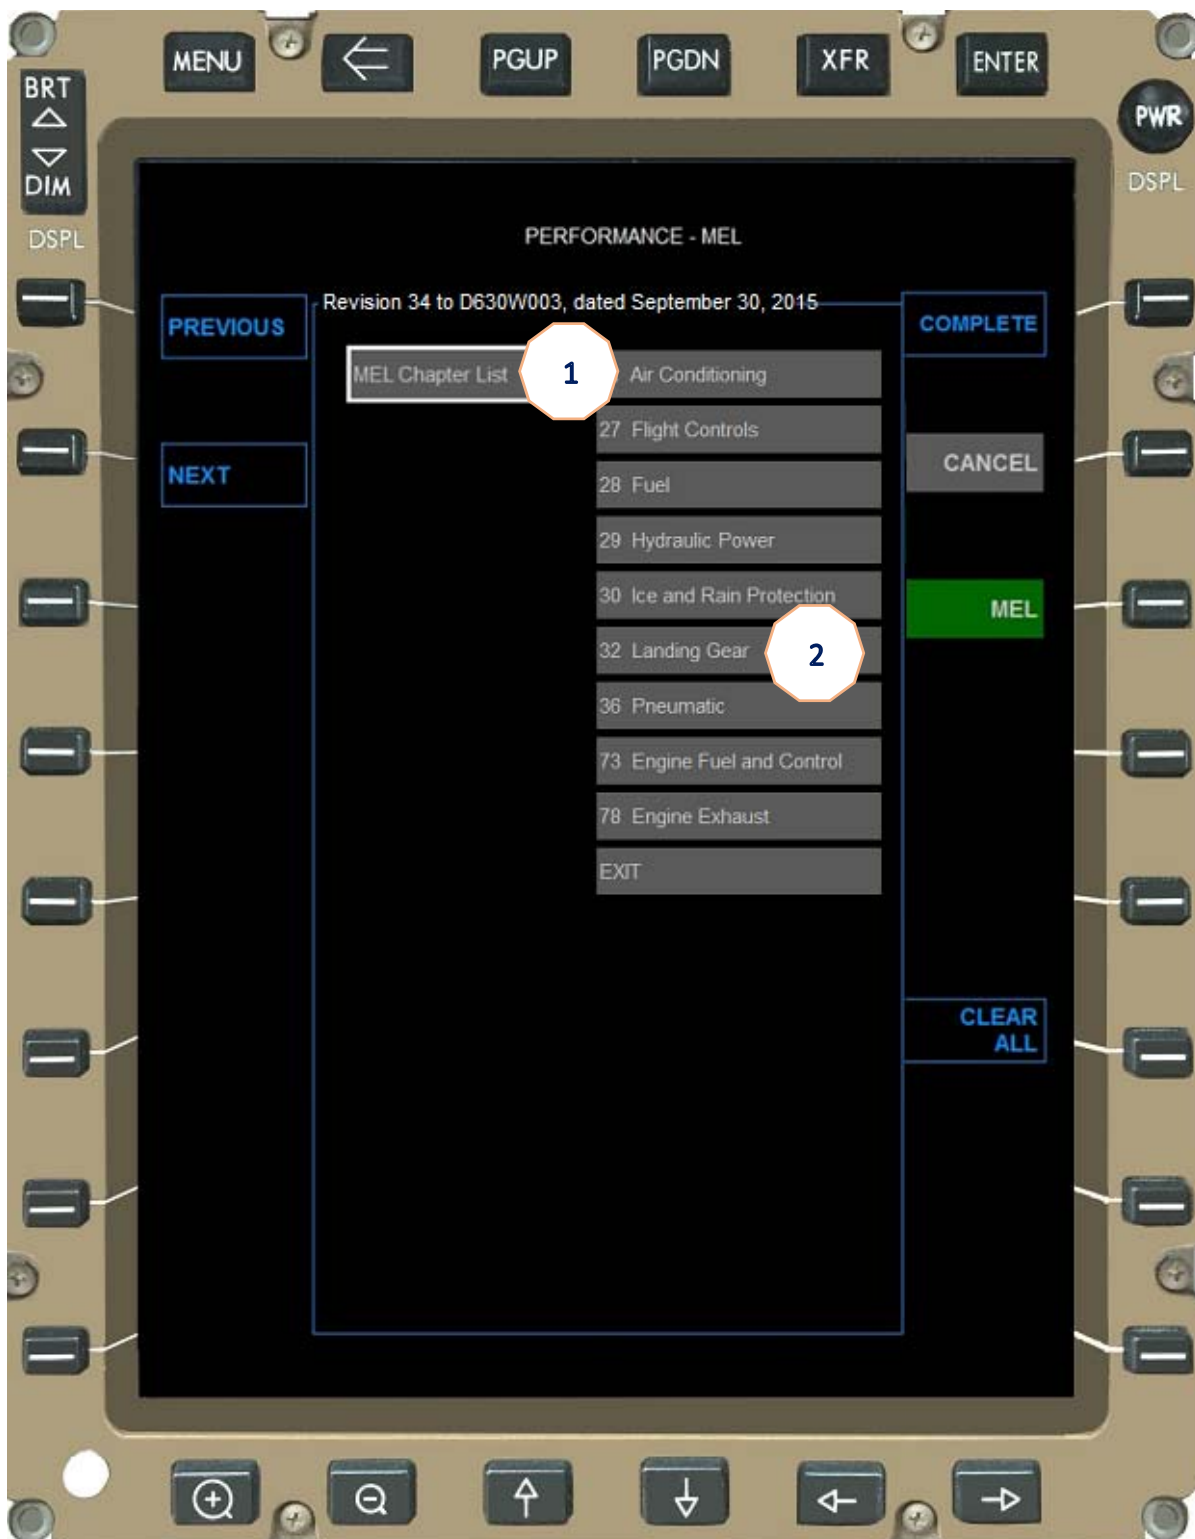 MENU
PGUP
PGDN
XFR
ENTER
BRT
DIM
DSPL
PWR
DSPL
PERFORMANCE - MEL
Revision 34 to D630W003, dated September 30, 2015
PREVIOUS
COMPLETE
MEL Chapter List
1
Air Conditioning
27 Flight Controls
NEXT
28 Fuel
CANCEL
29 Hydraulic Power
30 Ice and Rain Protection
MEL
32 Landing Gear
2
36 Pneumatic
73 Engine Fuel and Control
78 Engine Exhaust
EXIT
CLEAR
ALL